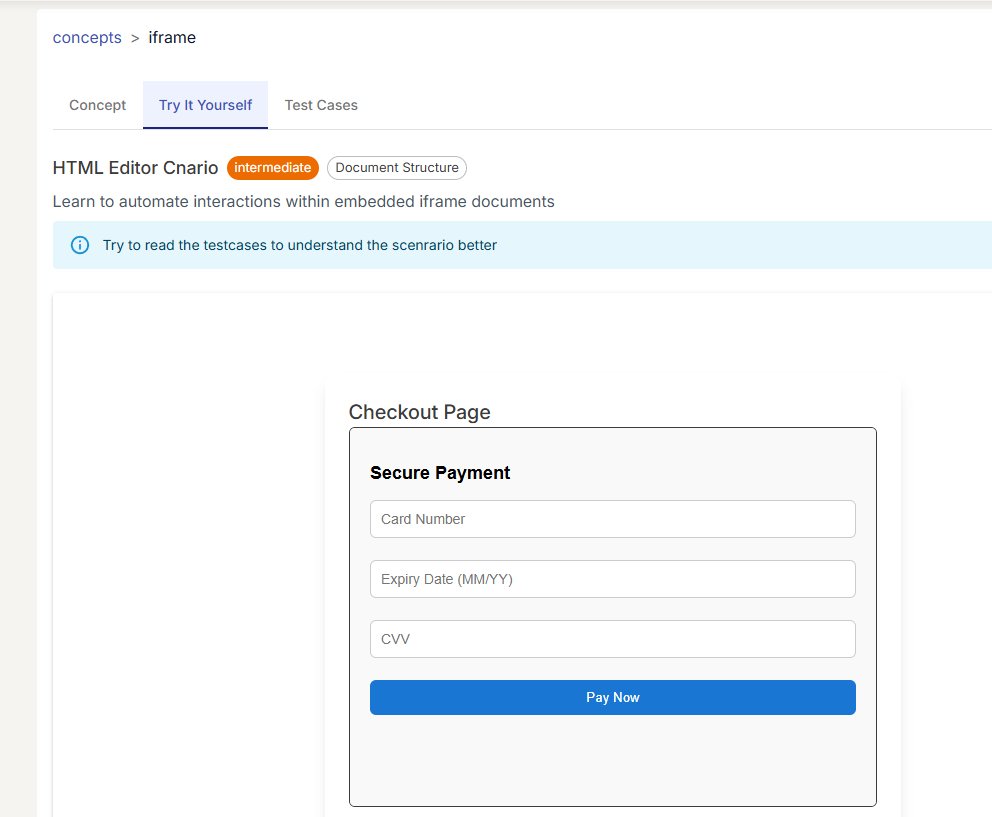 concepts > iframe
Concept Try It Yourself Test Cases
HTML Editor Cnario intermediate Document Structure
Learn to automate interactions within embedded iframe documents
Try to read the testcases to understand the scenrario better
Checkout Page
Secure Payment
Card Number
Expiry Date (MM/YY)
CVV
Pay Now